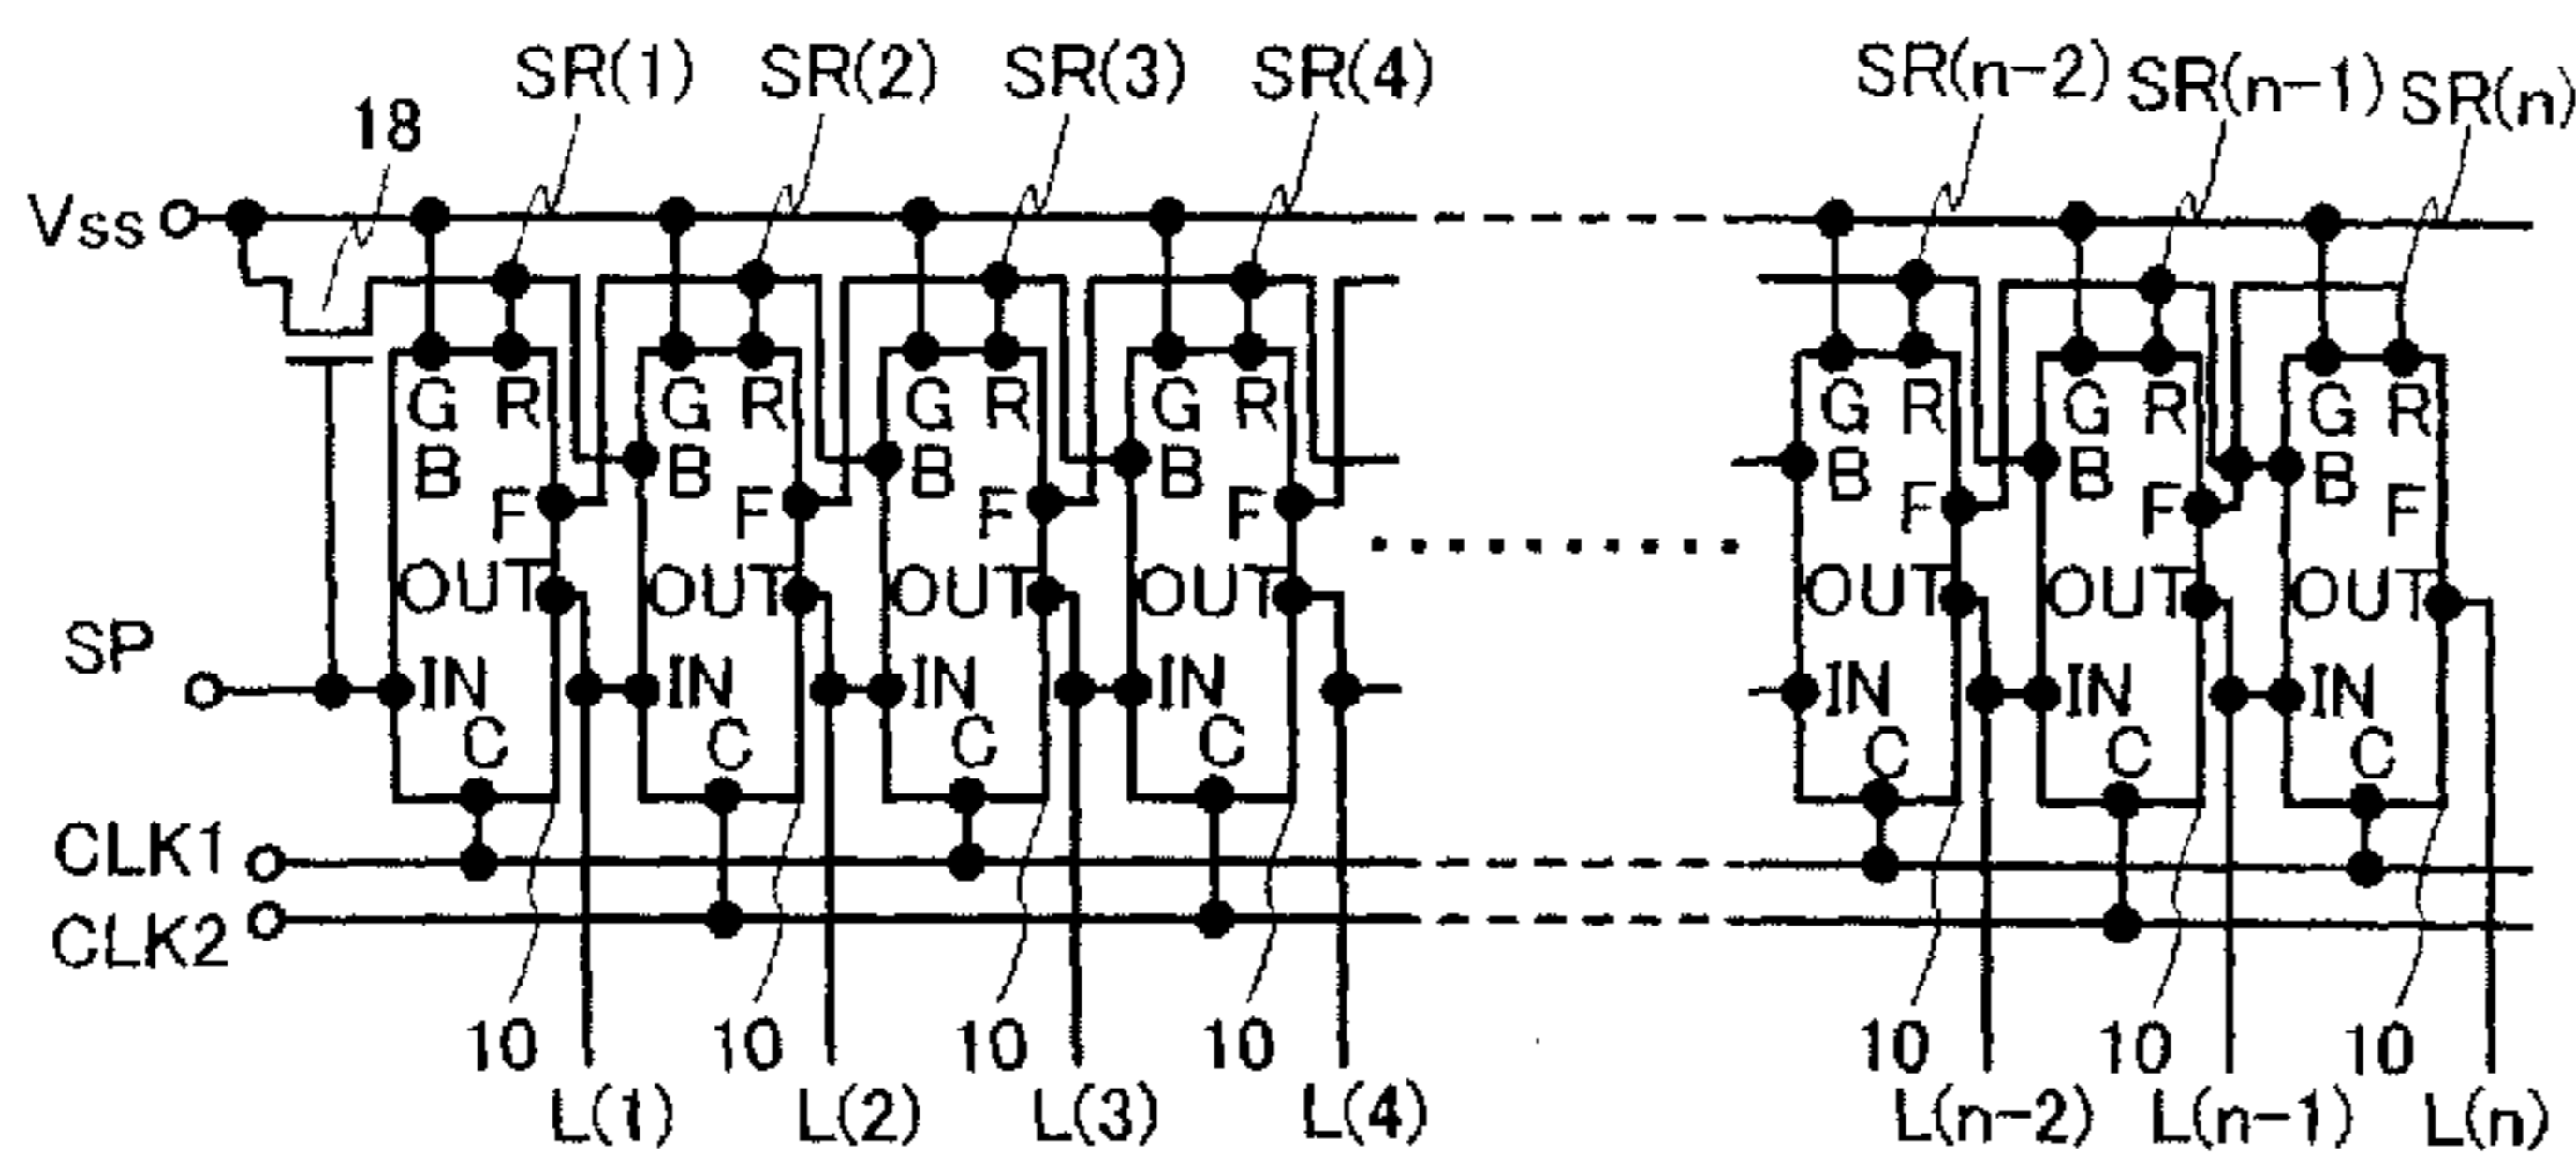 SR(1) SR(2) SR(3) SR(4) SR(n-2) SR(n-1) SR(n)
18
Vss
G R G R G R G R G R G R G R
B B B B B B B
F F F F F F F
OUT OUT OUT OUT OUT OUT OUT
SP
IN IN IN IN IN IN IN
C C C C C C C
CLK1
CLK2
10 10 10 10 10 10 10
L(1) L(2) L(3) L(4) L(n-2) L(n-1) L(n)